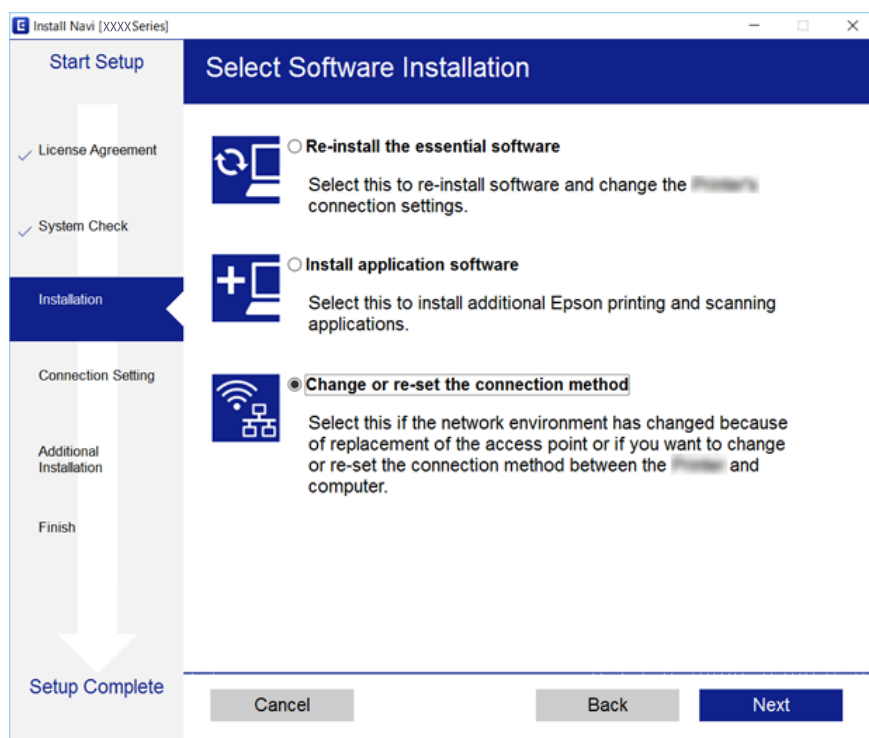 Install Navi [XXXX Series]
Start Setup
License Agreement
System Check
Installation
Connection Setting
Additional
Installation
Finish
Setup Complete
Select Software Installation
Re-install the essential software
Select this to re-install software and change the
connection settings.
Install application software
Select this to install additional Epson printing and scanning
applications.
Change or re-set the connection method
Select this if the network environment has changed because
of replacement of the access point or if you want to change
or re-set the connection method between the and
computer.
Cancel
Back
Next